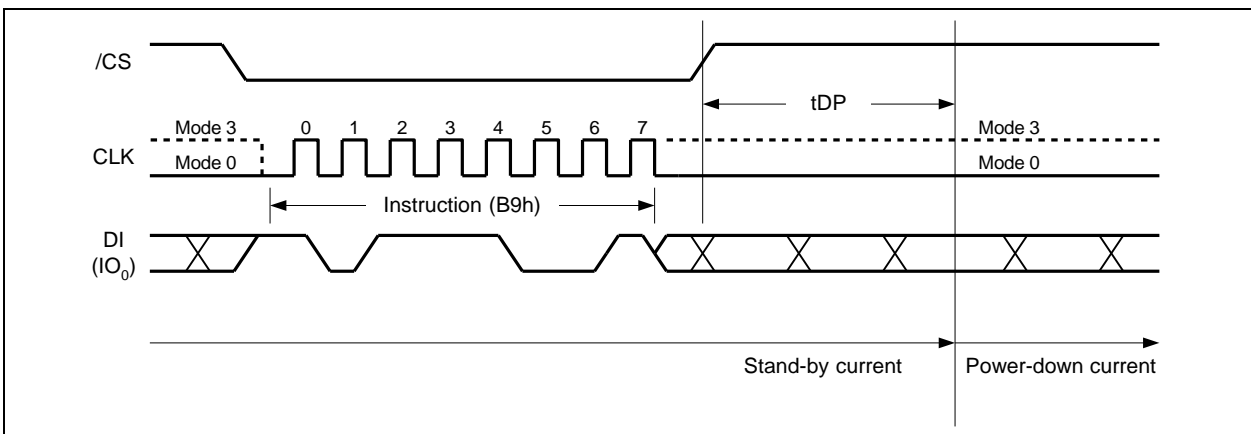 /CS
tDP
Mode 3
0 1 2 3 4 5 6 7
Mode 3
CLK
Mode 0
Mode 0
Instruction (B9h)
DI
(IO0)
Stand-by current
Power-down current